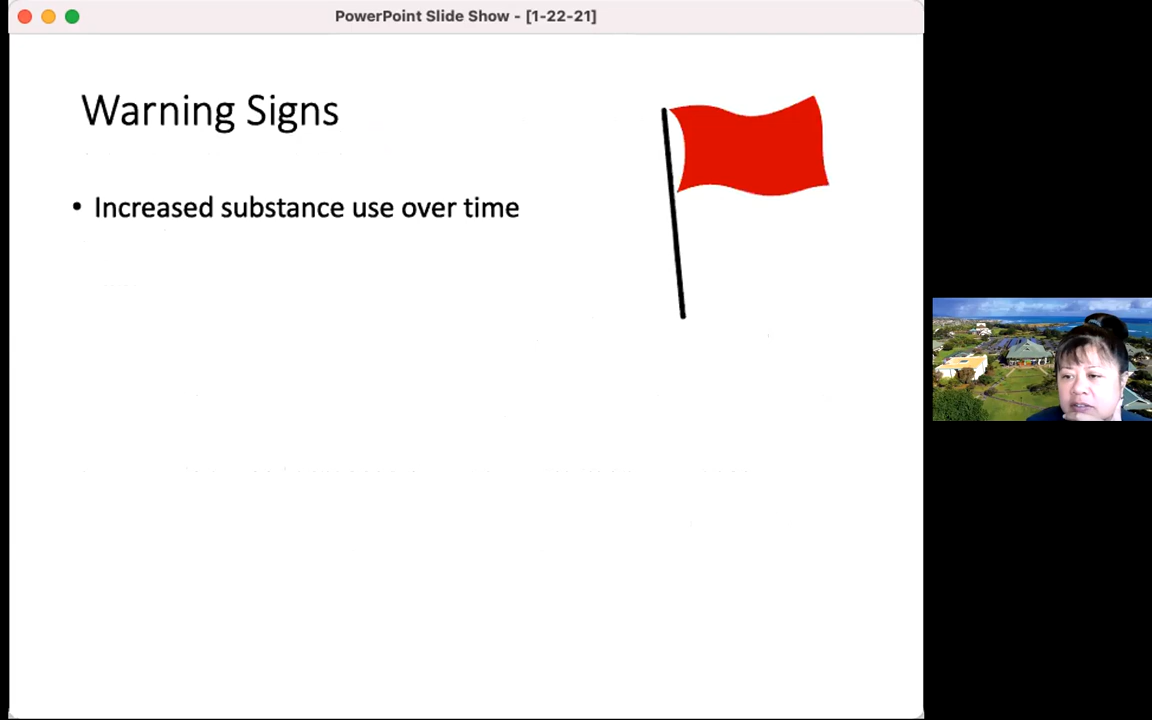 PowerPoint Slide Show - [1-22-21]
Warning Signs
• Increased substance use over time